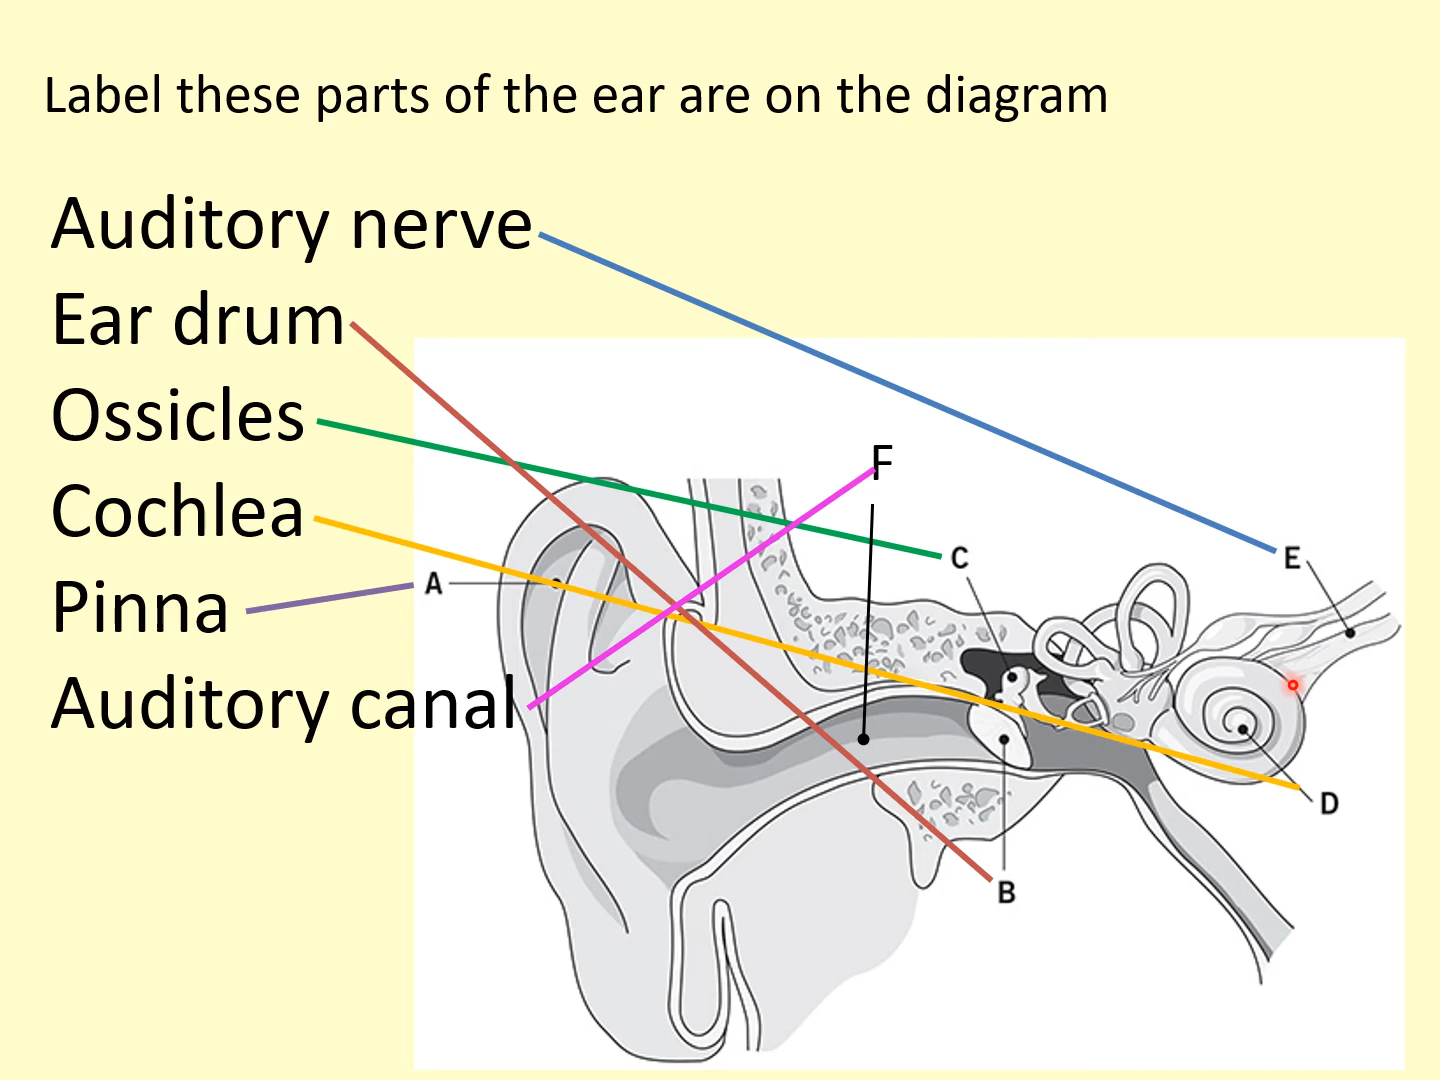 Label these parts of the ear are on the diagram
Auditory nerve
Ear drum
Ossicles
Cochlea
Pinna
Auditory canal
F
C
E
A
D
B